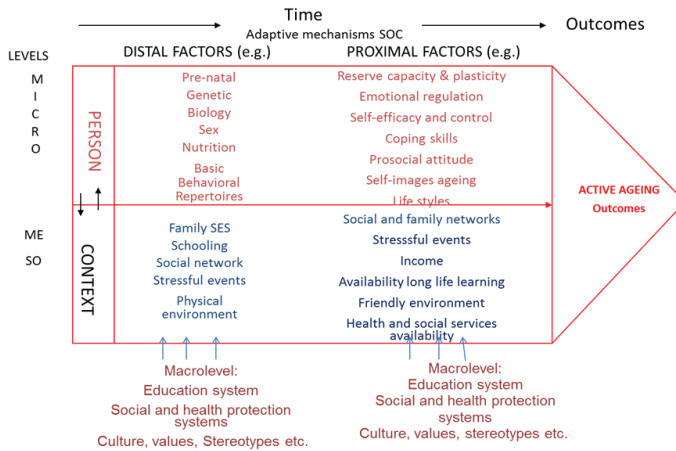 Time
Adaptive mechanisms SOC
Outcomes
DISTAL FACTORS (e.g.)
PROXIMAL FACTORS (e.g.)
LEVELS
M
I
C
R
O
PERSON
Pre-natal
Genetic
Biology
Sex
Nutrition
Basic
Behavioral
Repertoires
Reserve capacity & plasticity
Emotional regulation
Self-efficacy and control
Coping skills
Prosocial attitude
Self-images ageing
Life styles
ACTIVE AGEING
Outcomes
ME
SO
CONTEXT
Family SES
Schooling
Social network
Stressful events
Physical
environment
Social and family networks
Stresssful events
Income
Availability long life learning
Friendly environment
Health and social services
availability
Macrolevel:
Education system
Social and health protection
systems
Culture, values, Stereotypes etc.
Macrolevel:
Education system
Social and health protection
systems
Culture, values, stereotypes etc.